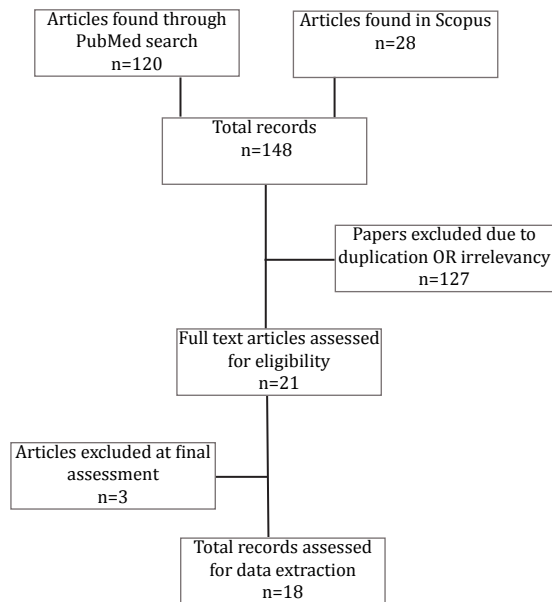 Articles found through
PubMed search
n=120
Articles found in Scopus
n=28
Total records
n=148
Papers excluded due to
duplication OR irrelevancy
n=127
Full text articles assessed
for eligibility
n=21
Articles excluded at final
assessment
n=3
Total records assessed
for data extraction
n=18